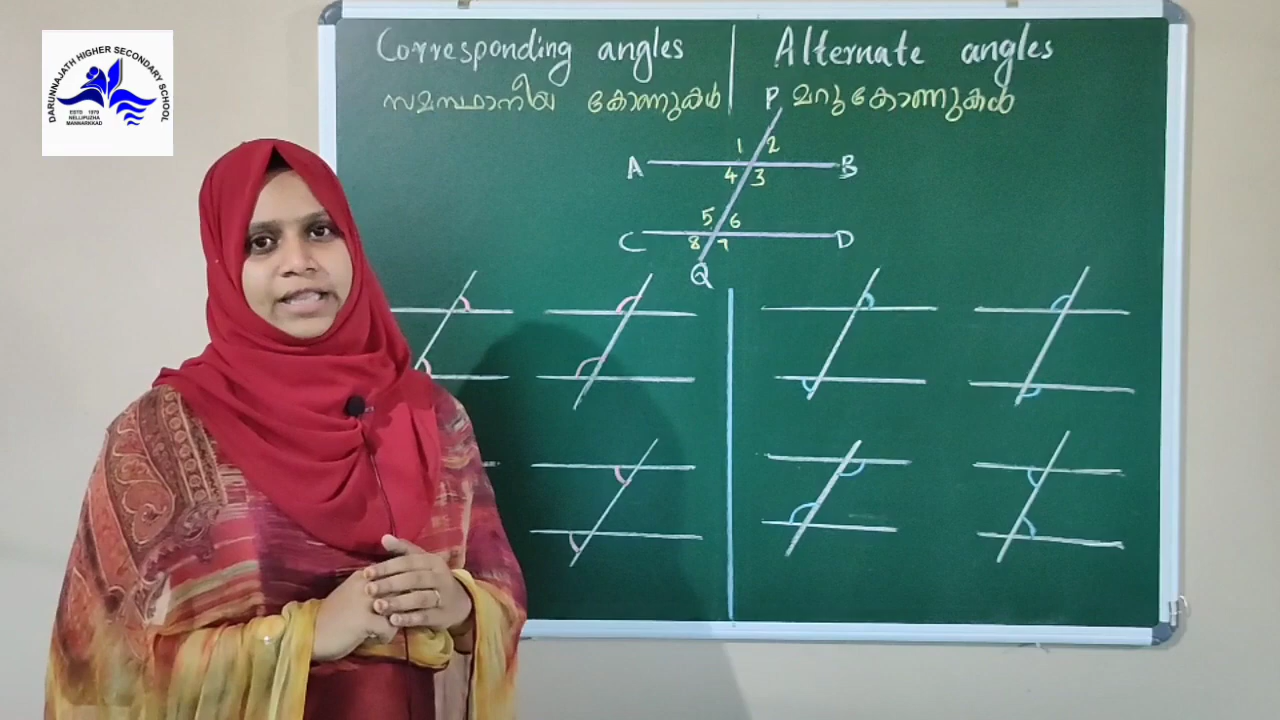 DARUNNAJATH HIGHER SECONDARY SCHOOL
ESTD 1976
NELLIPUZHA
MANNARKKAD
Corresponding angles | Alternate angles
സമസ്ഥാനീയ കോണുകൾ | മറുകോണുകൾ
P
1 2
A B
4 3
5 6
C D
8 7
Q